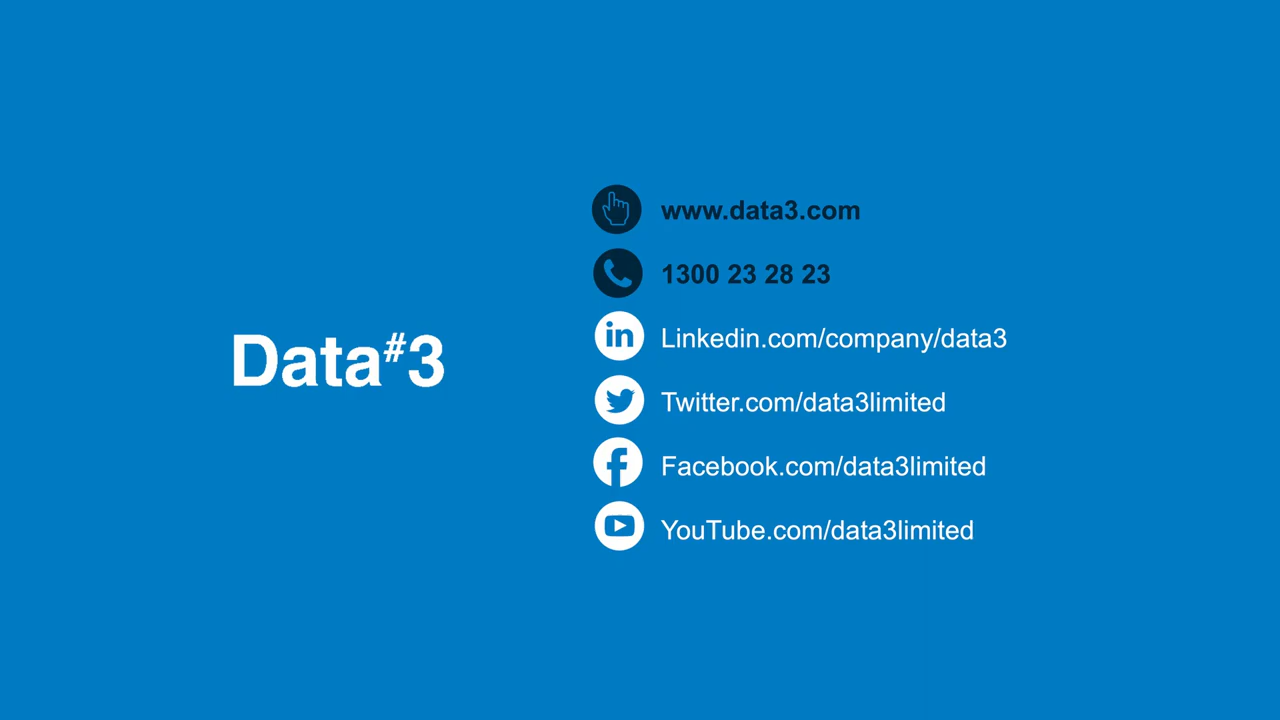 Data#3
www.data3.com
1300 23 28 23
Linkedin.com/company/data3
Twitter.com/data3limited
Facebook.com/data3limited
YouTube.com/data3limited